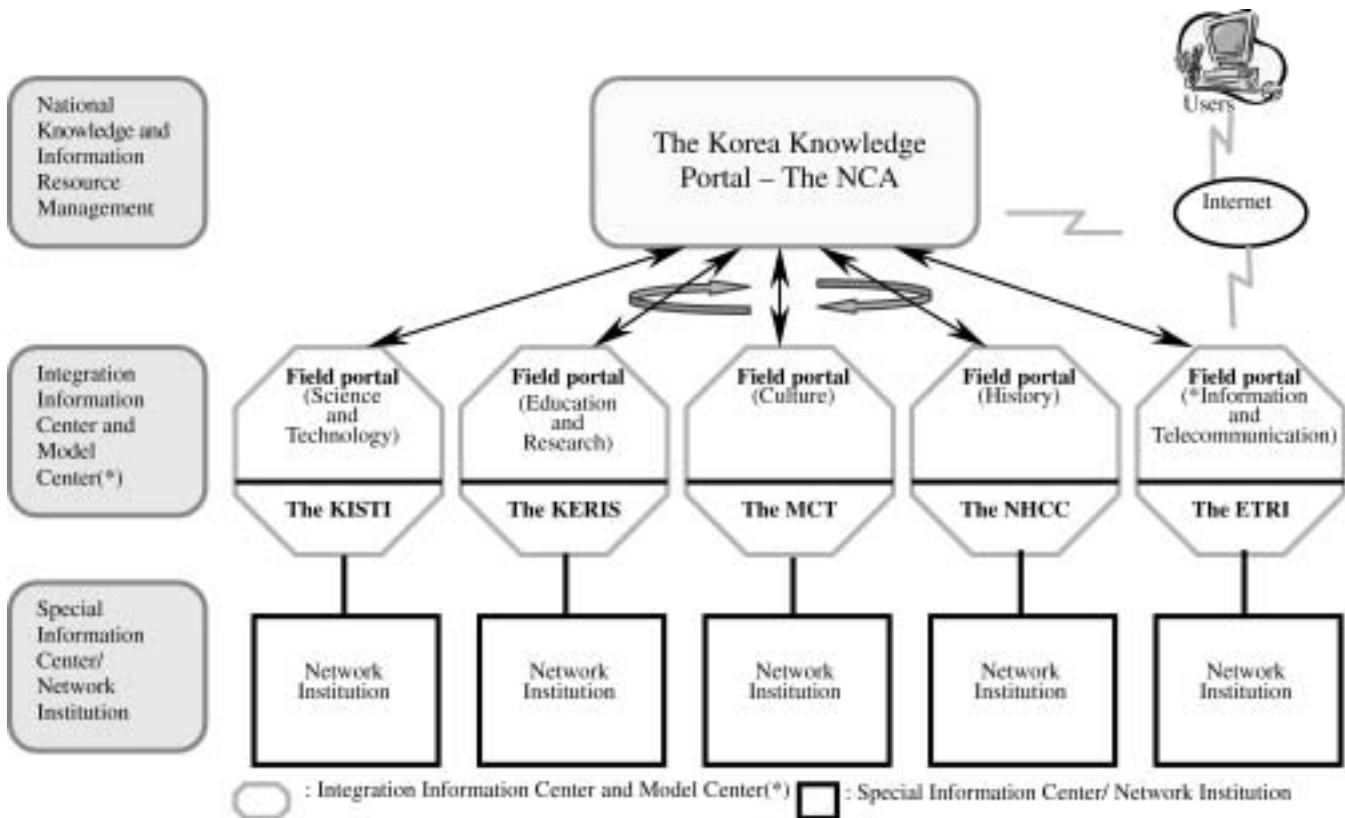 National
Knowledge and
Information
Resource
Management
The Korea Knowledge
Portal – The NCA
Users
Internet
Integration
Information
Center and
Model
Center(*)
Field portal
(Science
and
Technology)
The KISTI
Field portal
(Education
and
Research)
The KERIS
Field portal
(Culture)
The MCT
Field portal
(History)
The NHCC
Field portal
(*Information
and
Telecommunication)
The ETRI
Special
Information
Center/
Network
Institution
Network
Institution
Network
Institution
Network
Institution
Network
Institution
Network
Institution
: Integration Information Center and Model Center(*)
: Special Information Center/ Network Institution